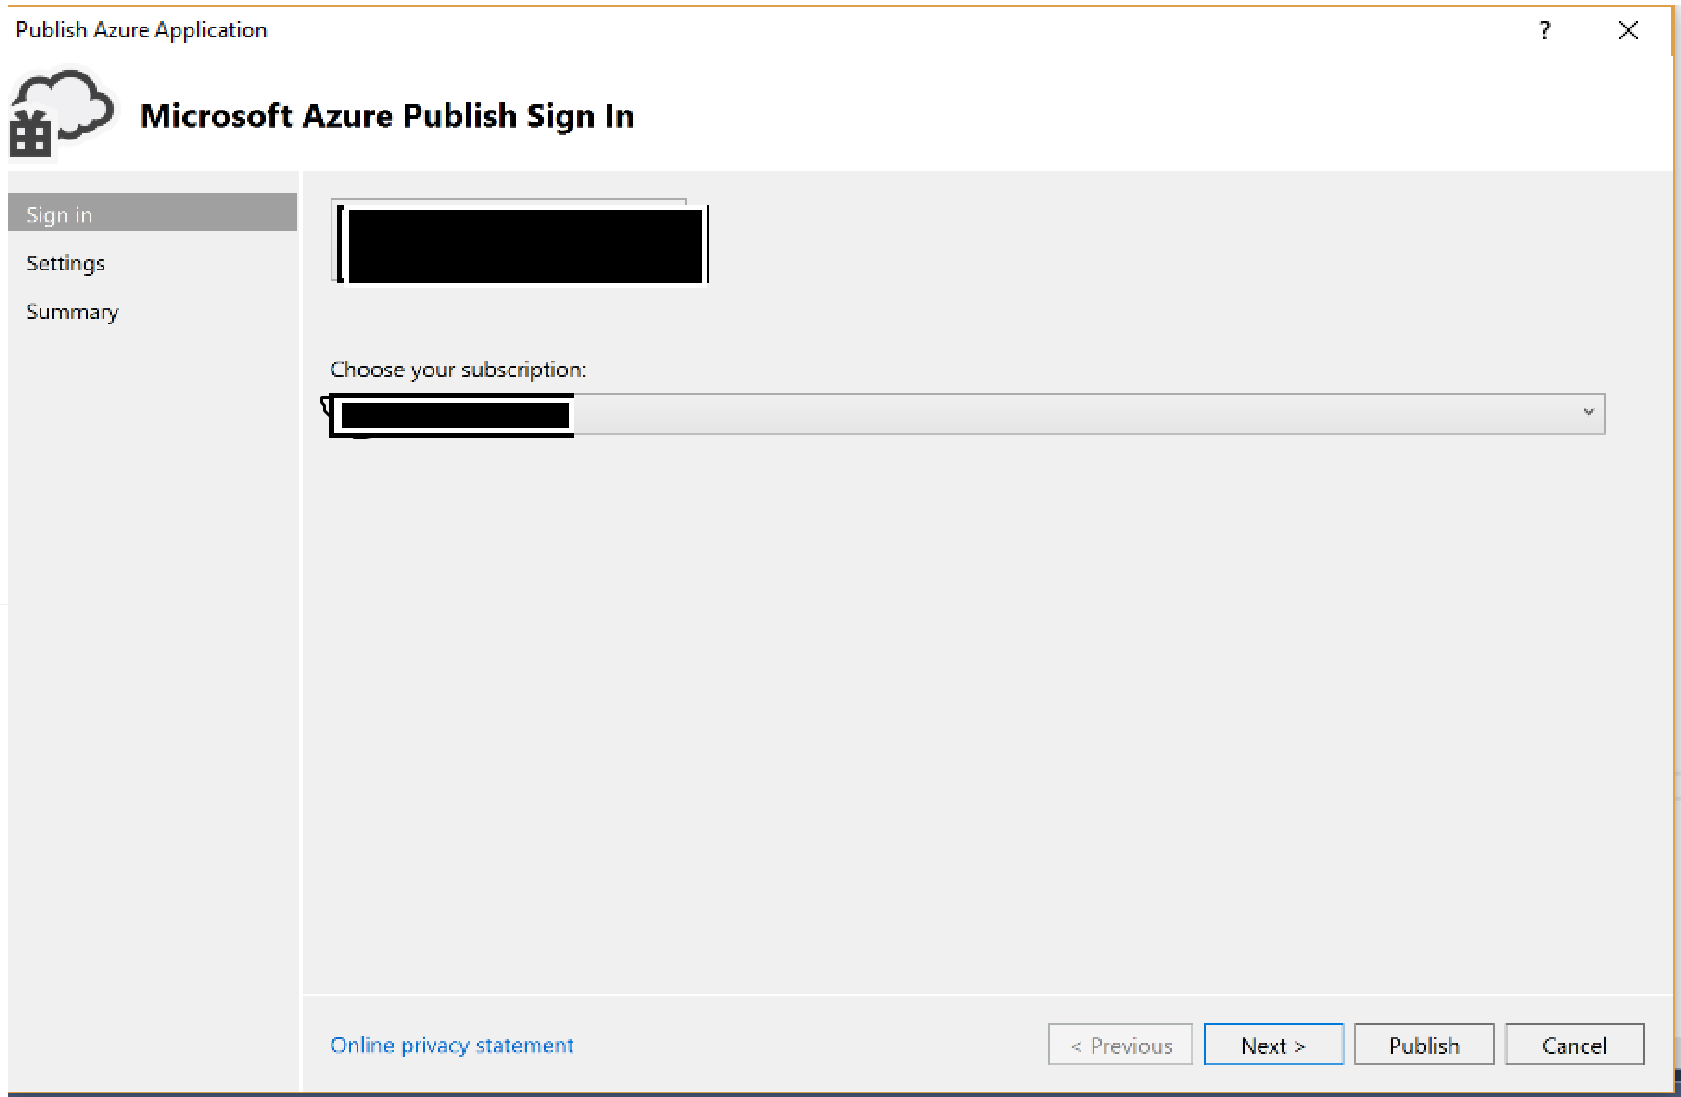 Publish Azure Application
?
Microsoft Azure Publish Sign In
Sign in
Settings
Summary
Choose your subscription:
Online privacy statement
< Previous
Next >
Publish
Cancel